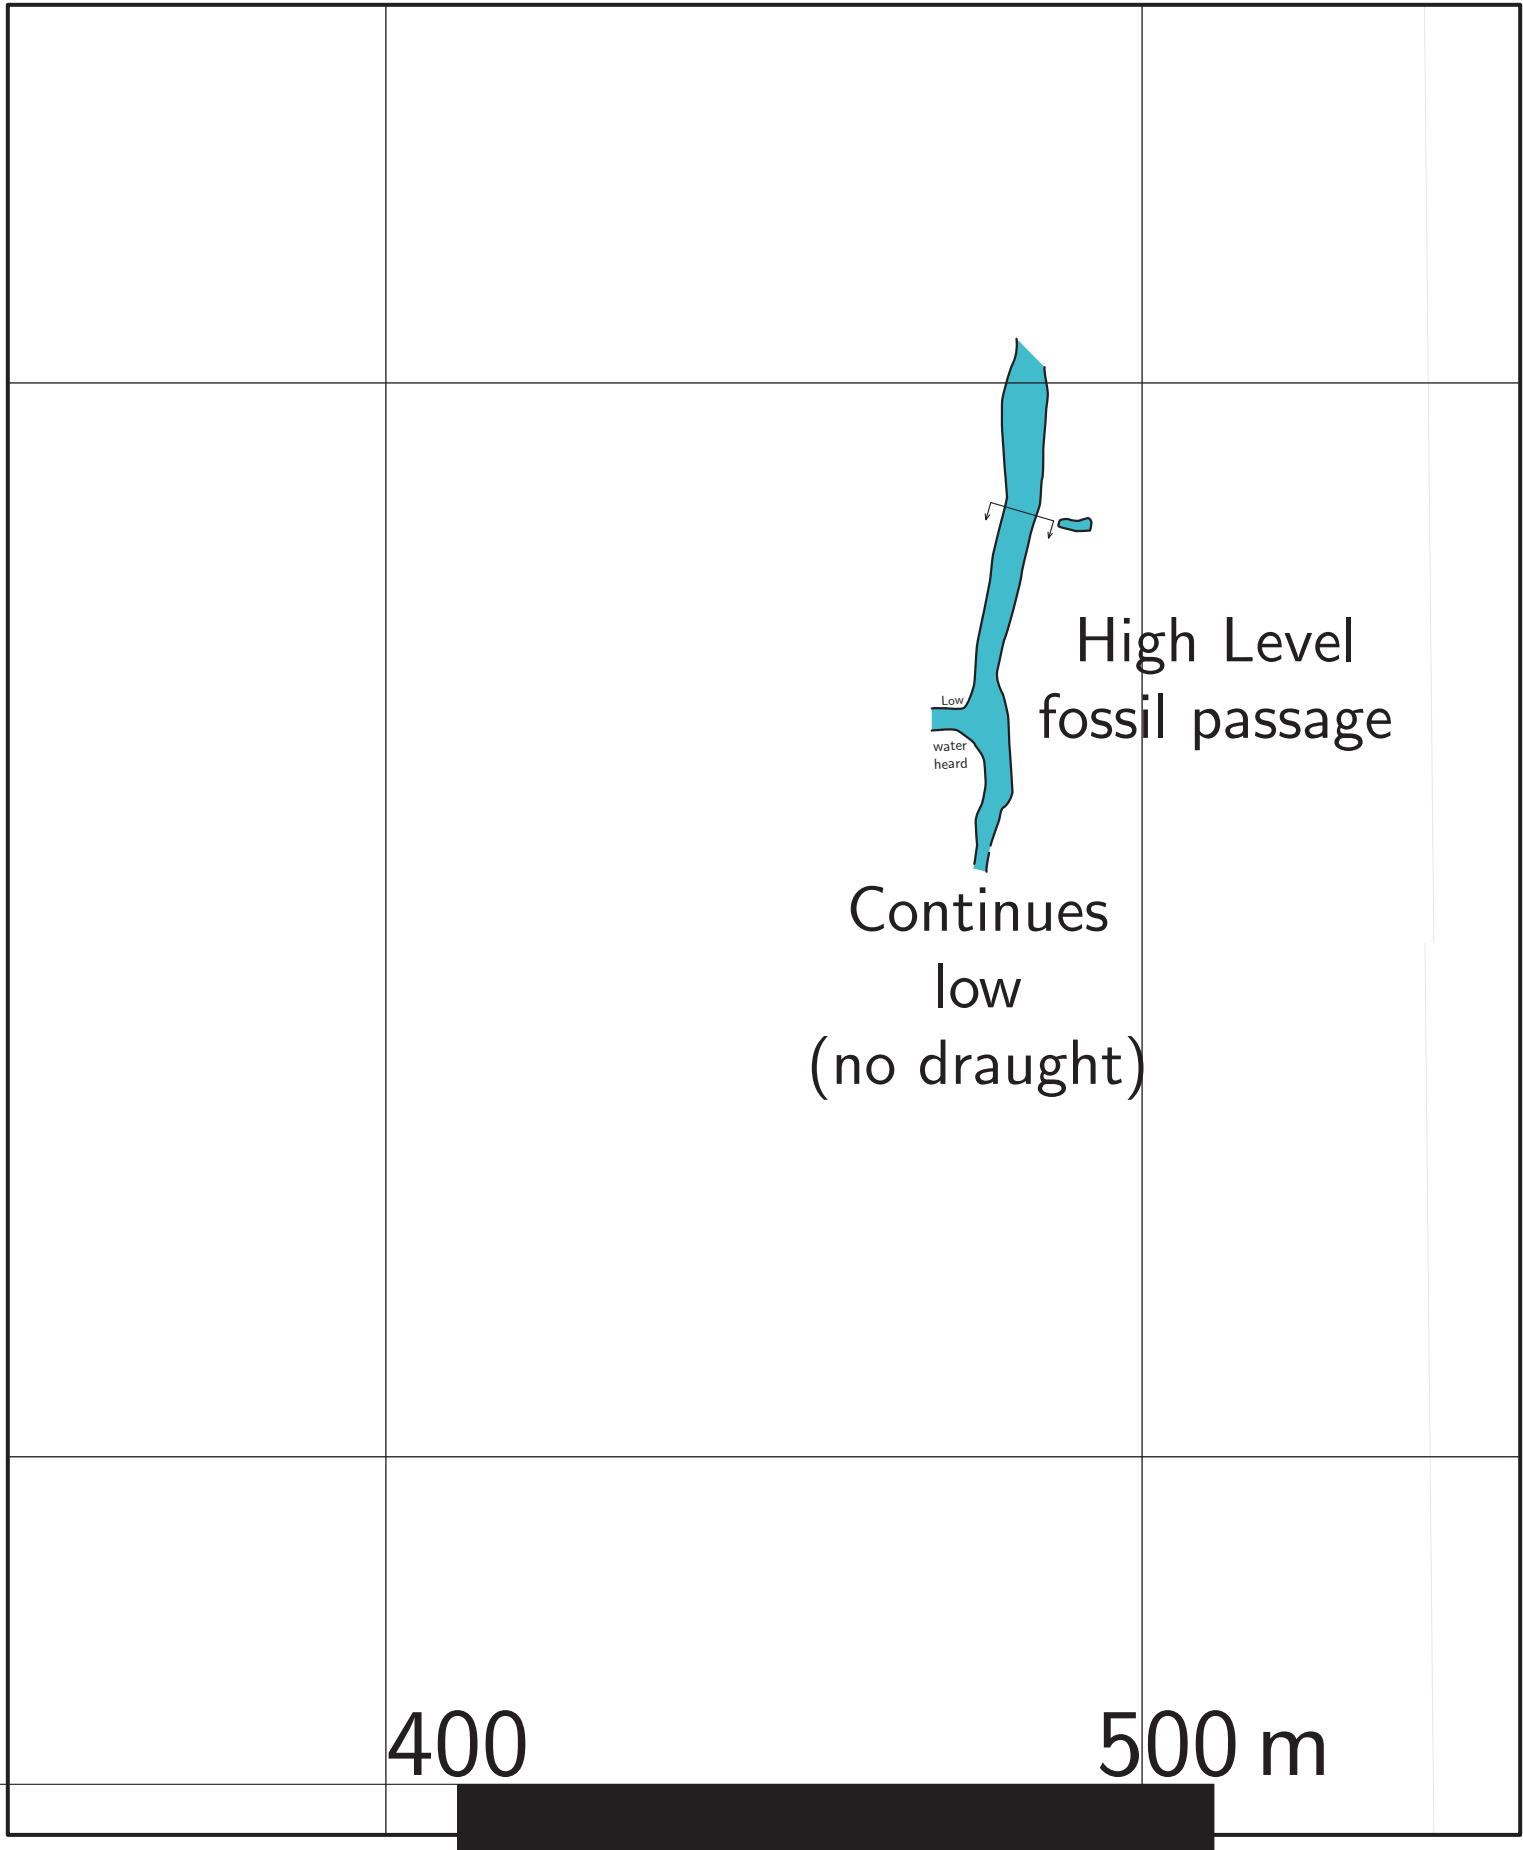 High Level
fossil passage
Low
water
heard
Continues
low
(no draught)
400
500 m